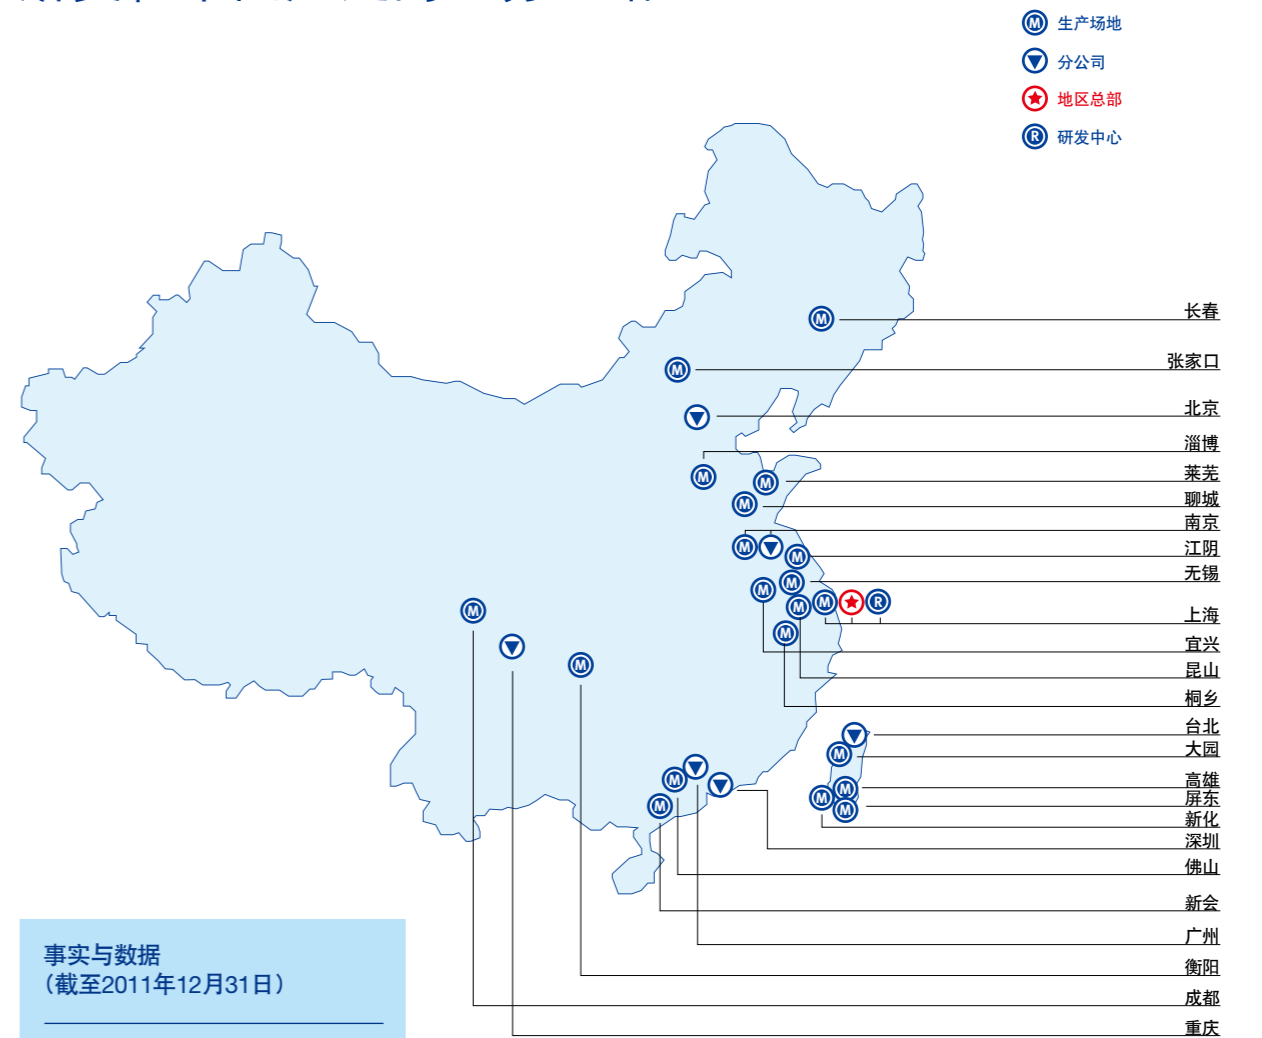 M 生产场地
分公司
地区总部
R 研发中心
长春
张家口
北京
淄博
莱芜
聊城
南京
江阴
无锡
上海
宜兴
昆山
桐乡
台北
大园
高雄
屏东
新化
深圳
佛山
新会
广州
衡阳
成都
重庆
事实与数据
（截至2011年12月31日）